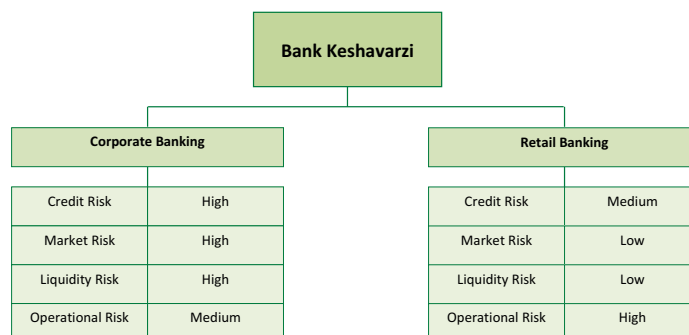 Bank Keshavarzi
Corporate Banking
Credit Risk High
Market Risk High
Liquidity Risk High
Operational Risk Medium
Retail Banking
Credit Risk Medium
Market Risk Low
Liquidity Risk Low
Operational Risk High